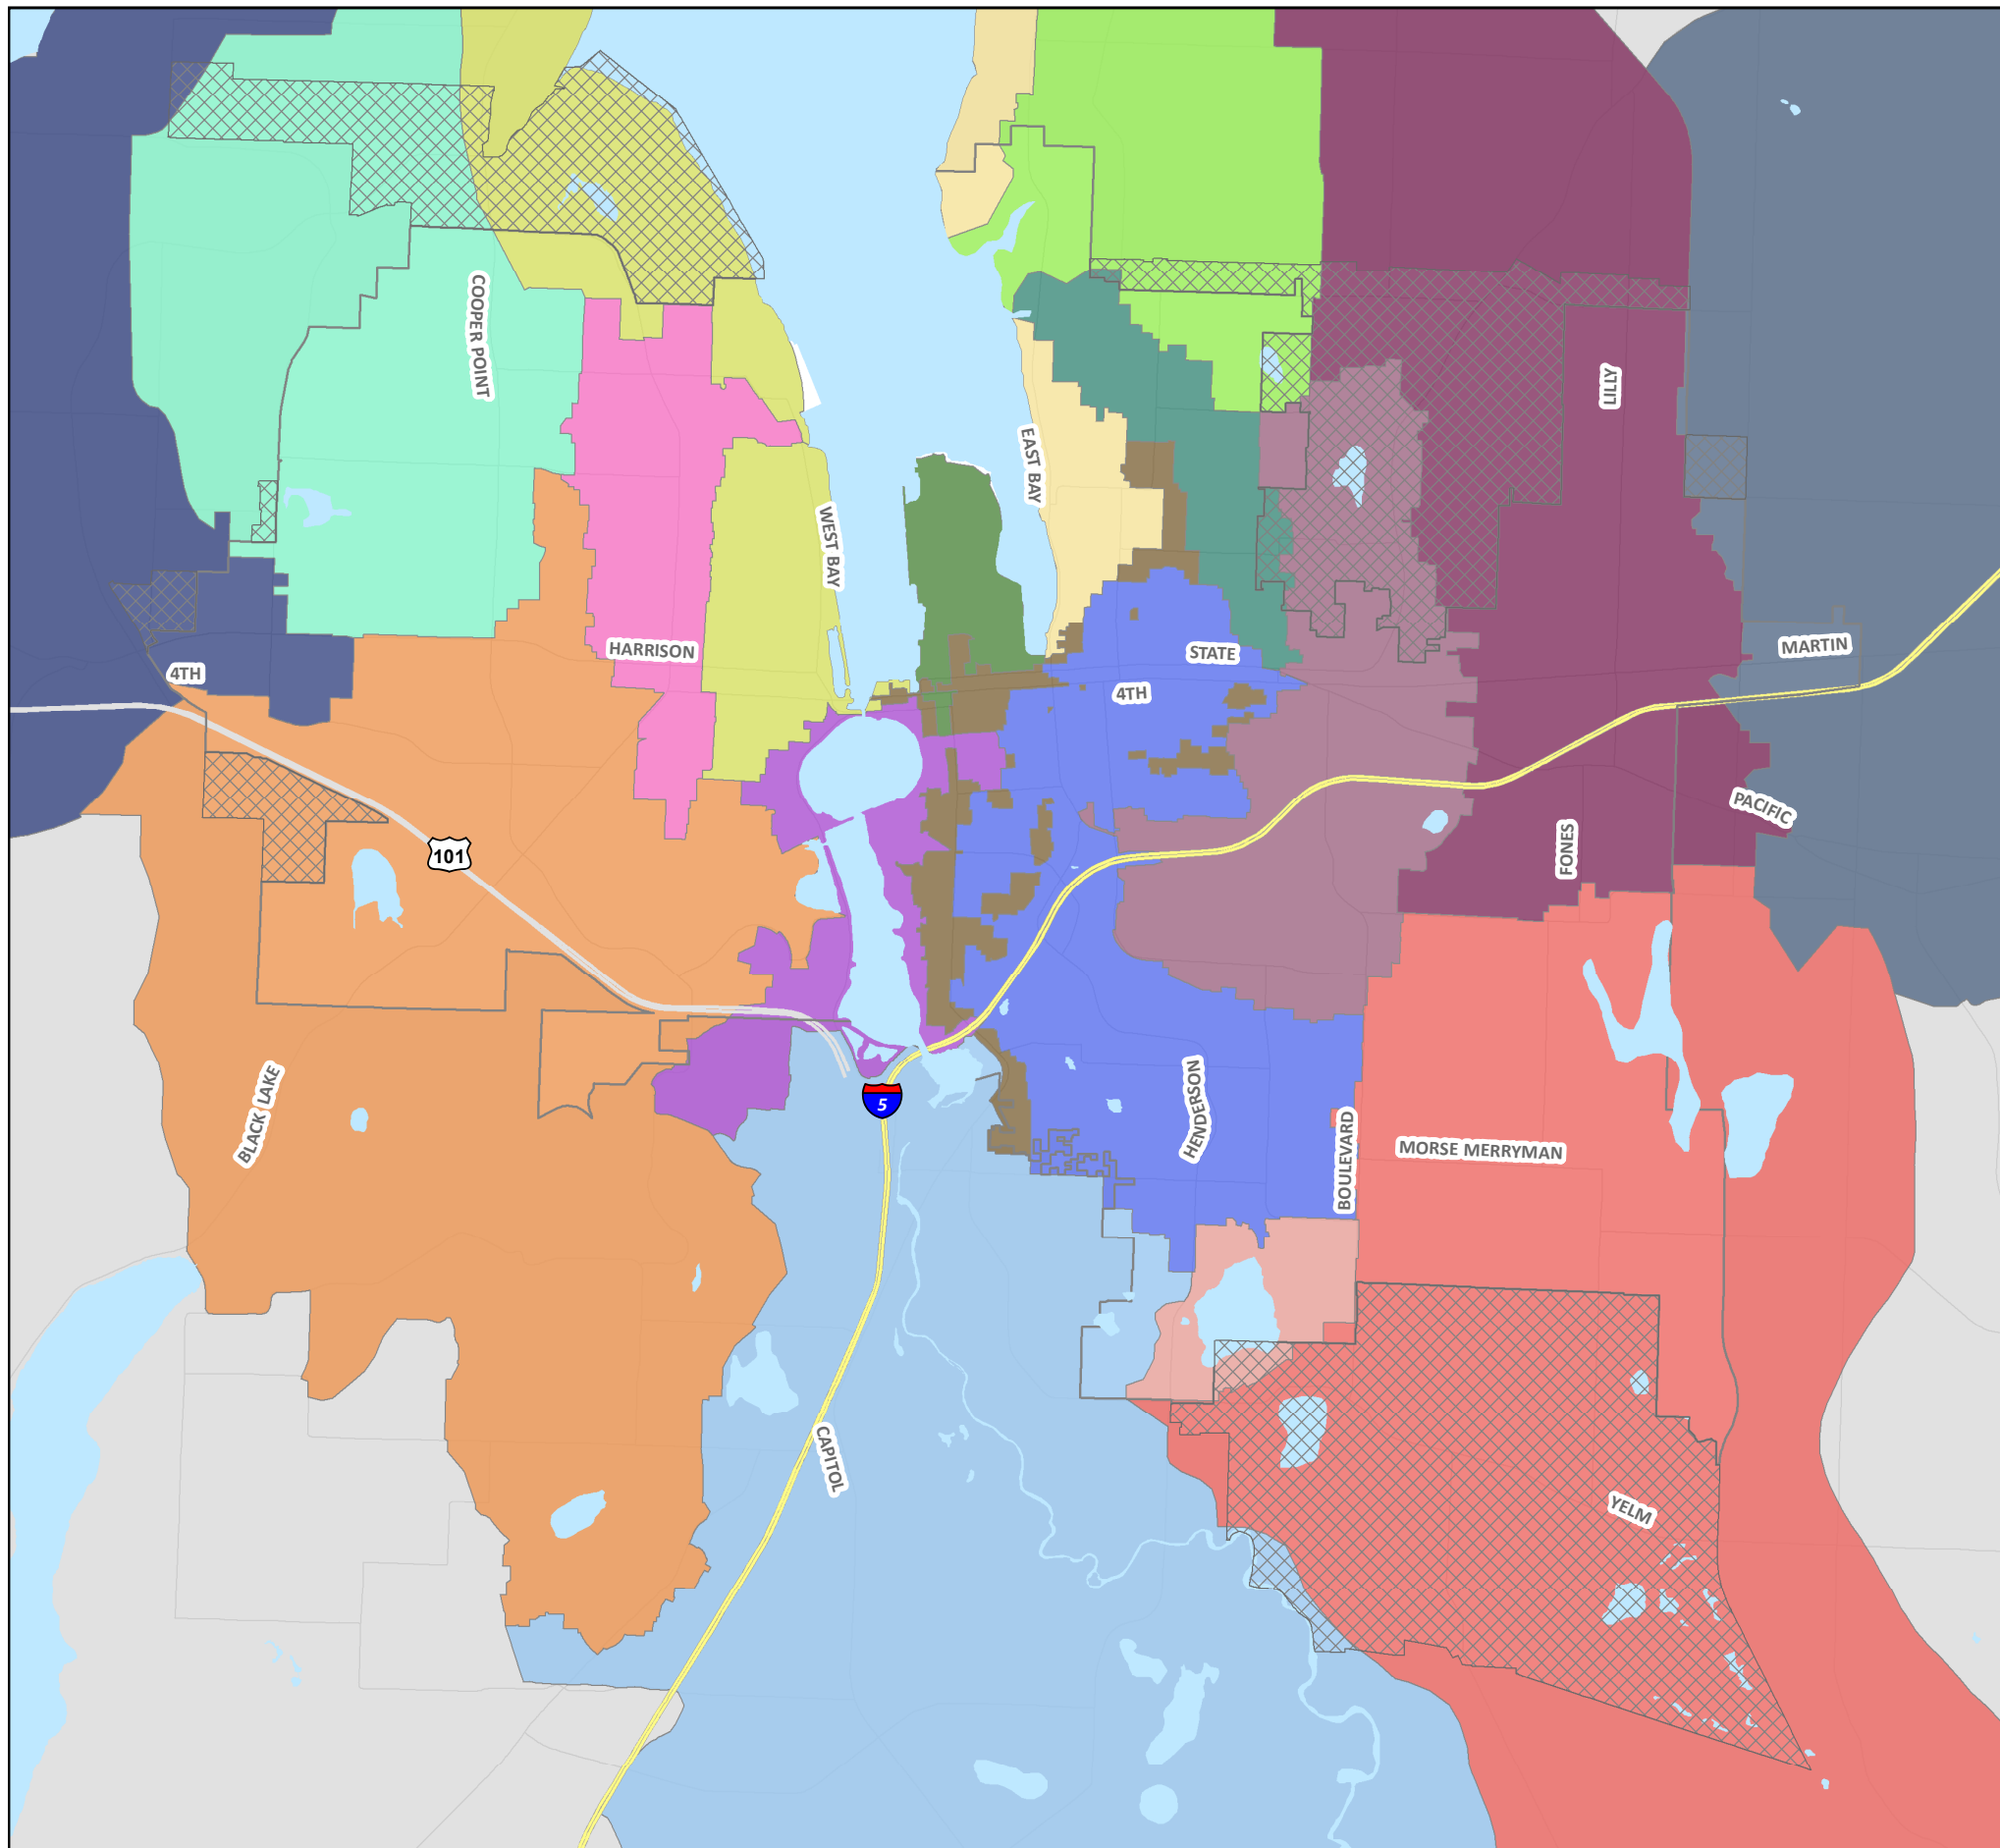 COOPER POINT
LILLY
EAST BAY
WEST BAY
HARRISON
STATE
MARTIN
4TH
4TH
PACIFIC
FONES
101
BLACK LAKE
5
HENDERSON
BOULEVARD
MORSE MERRYMAN
CAPITOL
YELM